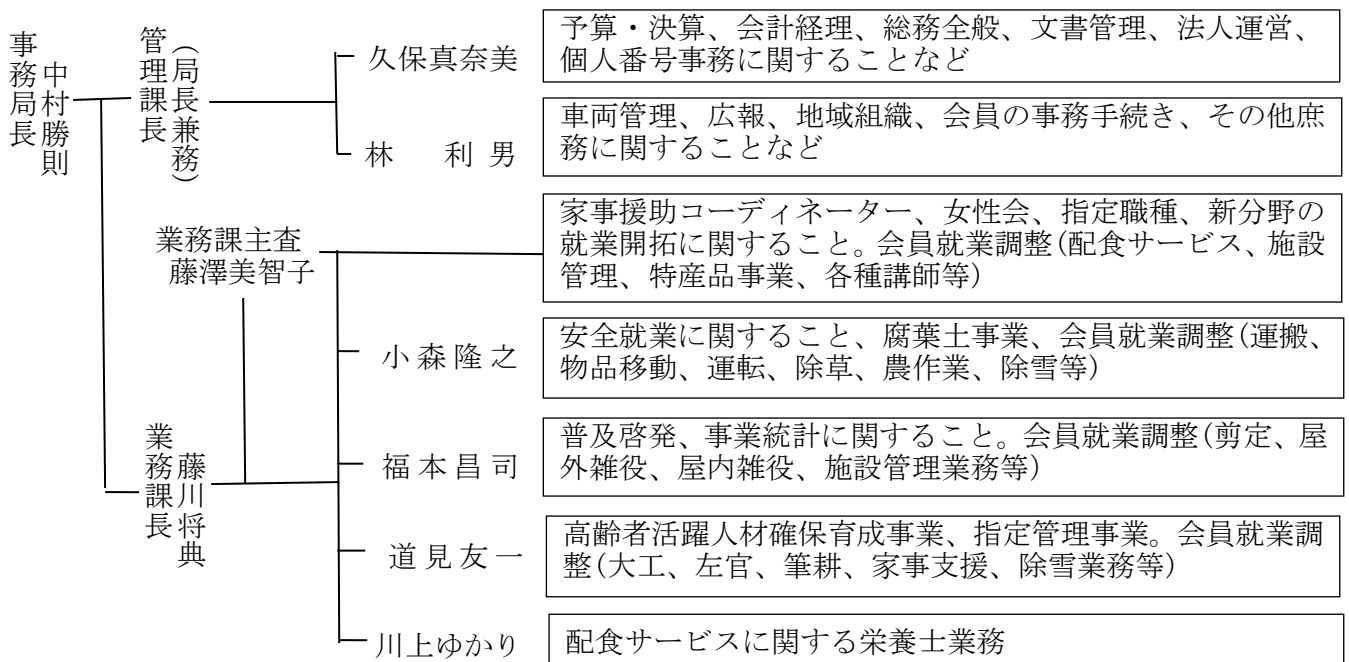 事務局長
中村勝則
管理課長
(局長兼務)
久保真奈美
予算・決算、会計経理、総務全般、文書管理、法人運営、
個人番号事務に関することなど
林　利男
車両管理、広報、地域組織、会員の事務手続き、その他庶
務に関することなど
業務課主査
藤澤美智子
家事援助コーディネーター、女性会、指定職種、新分野の
就業開拓に関すること。会員就業調整(配食サービス、施設
管理、特産品事業、各種講師等)
小森隆之
安全就業に関すること、腐葉土事業、会員就業調整(運搬、
物品移動、運転、除草、農作業、除雪等)
業務課長
藤川将典
福本昌司
普及啓発、事業統計に関すること。会員就業調整(剪定、屋
外雑役、屋内雑役、施設管理業務等)
道見友一
高齢者活躍人材確保育成事業、指定管理事業。会員就業調
整(大工、左官、筆耕、家事支援、除雪業務等)
川上ゆかり
配食サービスに関する栄養士業務